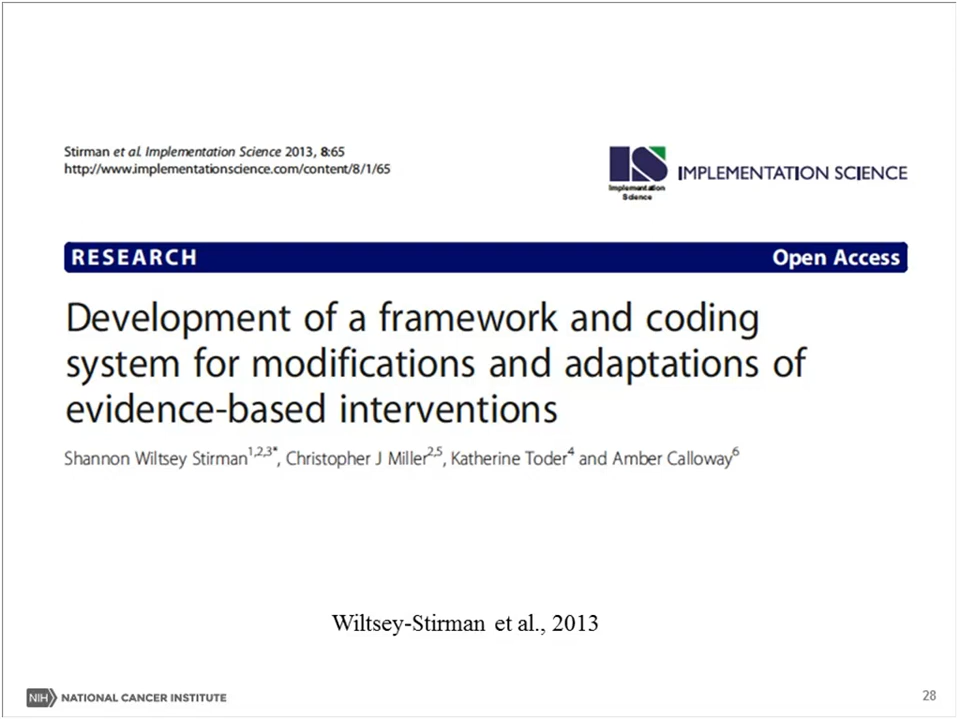 Stirman et al. Implementation Science 2013, 8:65
http://www.implementationscience.com/content/8/1/65
IS
Implementation
Science
IMPLEMENTATION SCIENCE
RESEARCH
Open Access
Development of a framework and coding
system for modifications and adaptations of
evidence-based interventions
Shannon Wiltsey Stirman1,2,3*, Christopher J Miller2,5, Katherine Toder4 and Amber Calloway6
Wiltsey-Stirman et al., 2013
NIH NATIONAL CANCER INSTITUTE
28